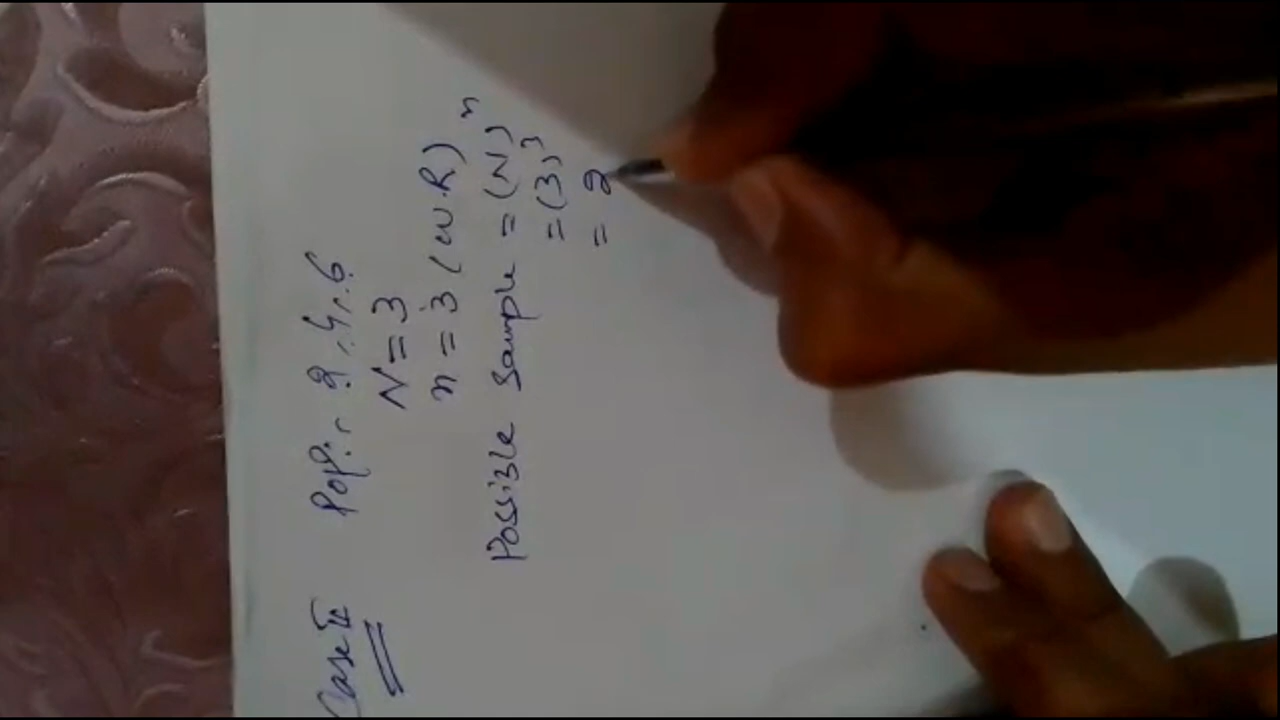 Case II Pop:- 2, 4, 6
N = 3
n = 3 (W.R)
Possible Sample = (N)ⁿ
= (3)³
= 2